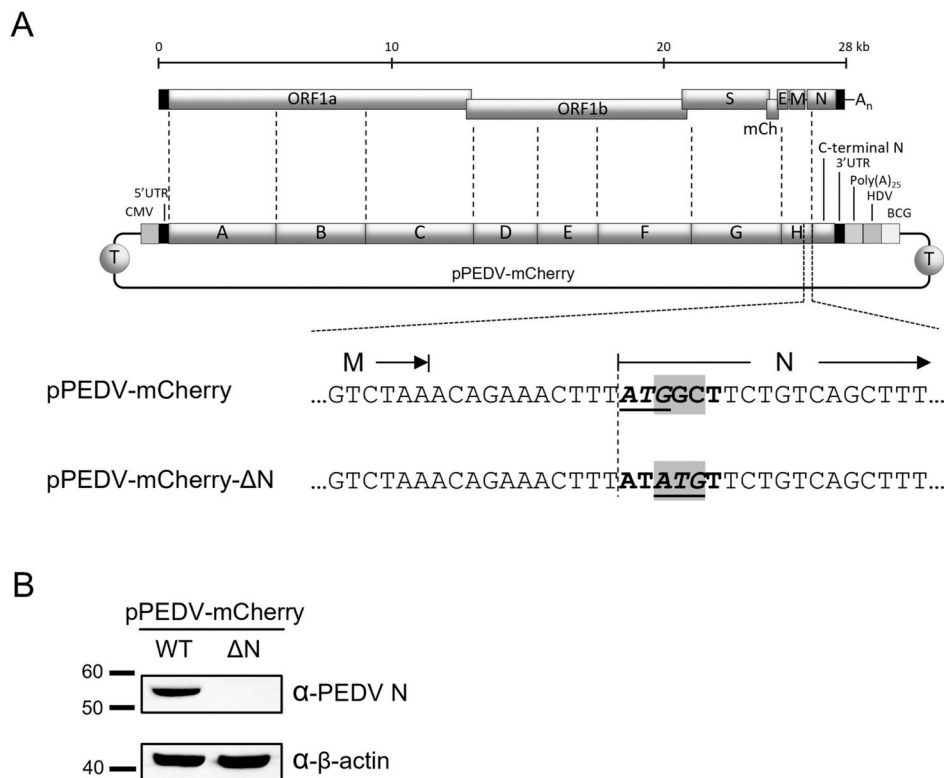 A
0 10 20 28 kb
ORF1a S E M N An
ORF1b mCh
C-terminal N
3'UTR
5'UTR Poly(A)25
CMV HDV
BCG
A B C D E F G H
T T
pPEDV-mCherry
M N
pPEDV-mCherry ...GTCTAAACAGAAACTTTATGGCTTCTGTCAGCTTT...
pPEDV-mCherry-ΔN ...GTCTAAACAGAAACTTTATATGTTCTGTCAGCTTT...
B
pPEDV-mCherry
WT ΔN
60
50 α-PEDV N
40 α-β-actin